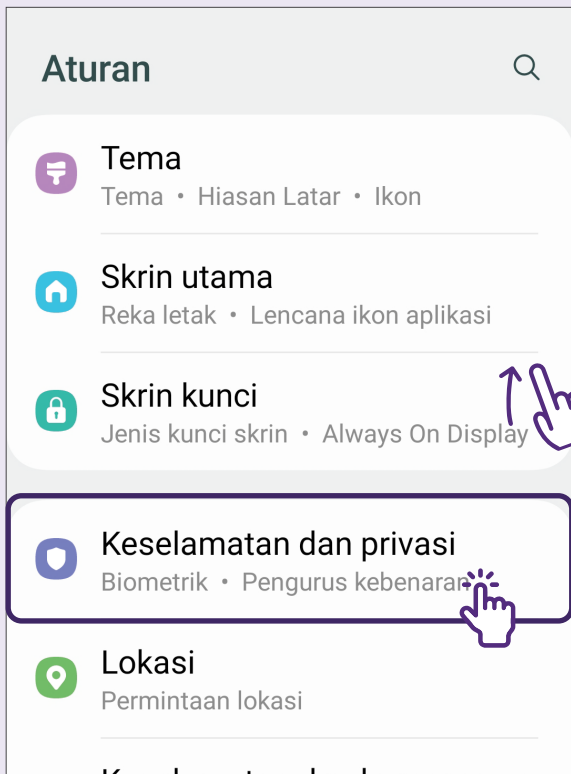 Aturan
Tema
Tema • Hiasan Latar • Ikon
Skrin utama
Reka letak • Lencana ikon aplikasi
Skrin kunci
Jenis kunci skrin • Always On Display
Keselamatan dan privasi
Biometrik • Pengurus kebenaran
Lokasi
Permintaan lokasi